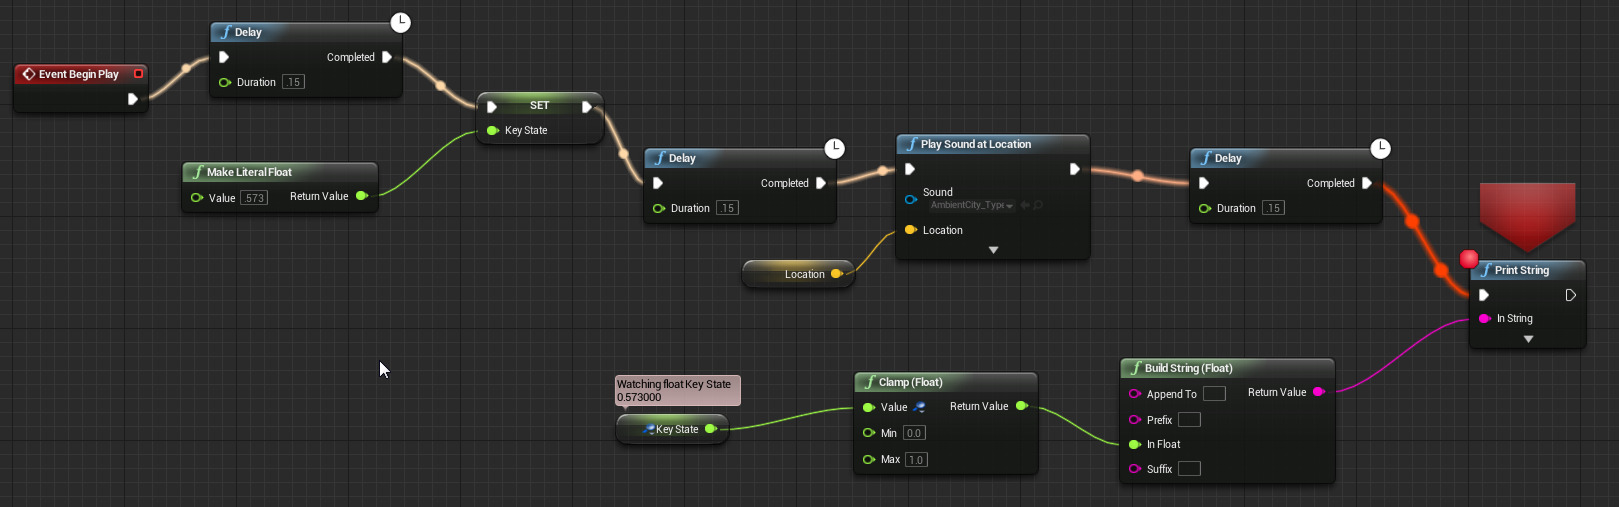 Event Begin Play
Delay
Completed
Duration .15
SET
Key State
Make Literal Float
Value .573 Return Value
Delay
Completed
Duration .15
Play Sound at Location
Sound
Location
Location
Delay
Completed
Duration .15
Print String
In String
Watching float Key State
0.573000
Key State
Clamp (Float)
Value Return Value
Min 0.0
Max 1.0
Build String (Float)
Append To Return Value
Prefix
In Float
Suffix